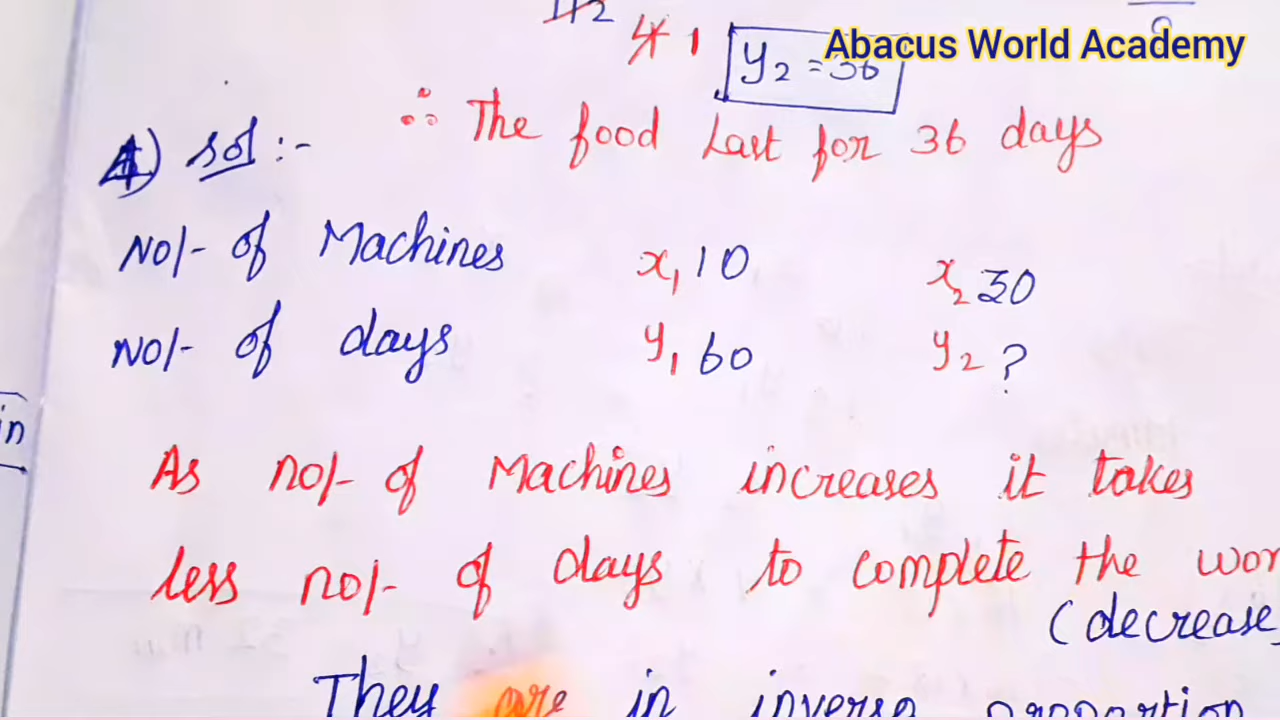 Abacus World Academy
4 1 y2 = 36
∴ The food Last for 36 days
4) Sol :-
No/- of Machines x1 10 x2 30
No/- of days y1 60 y2 ?
in
As no/- of Machines increases it takes
less no/- of days to complete the wor
(decrease
They are in inverse proportion